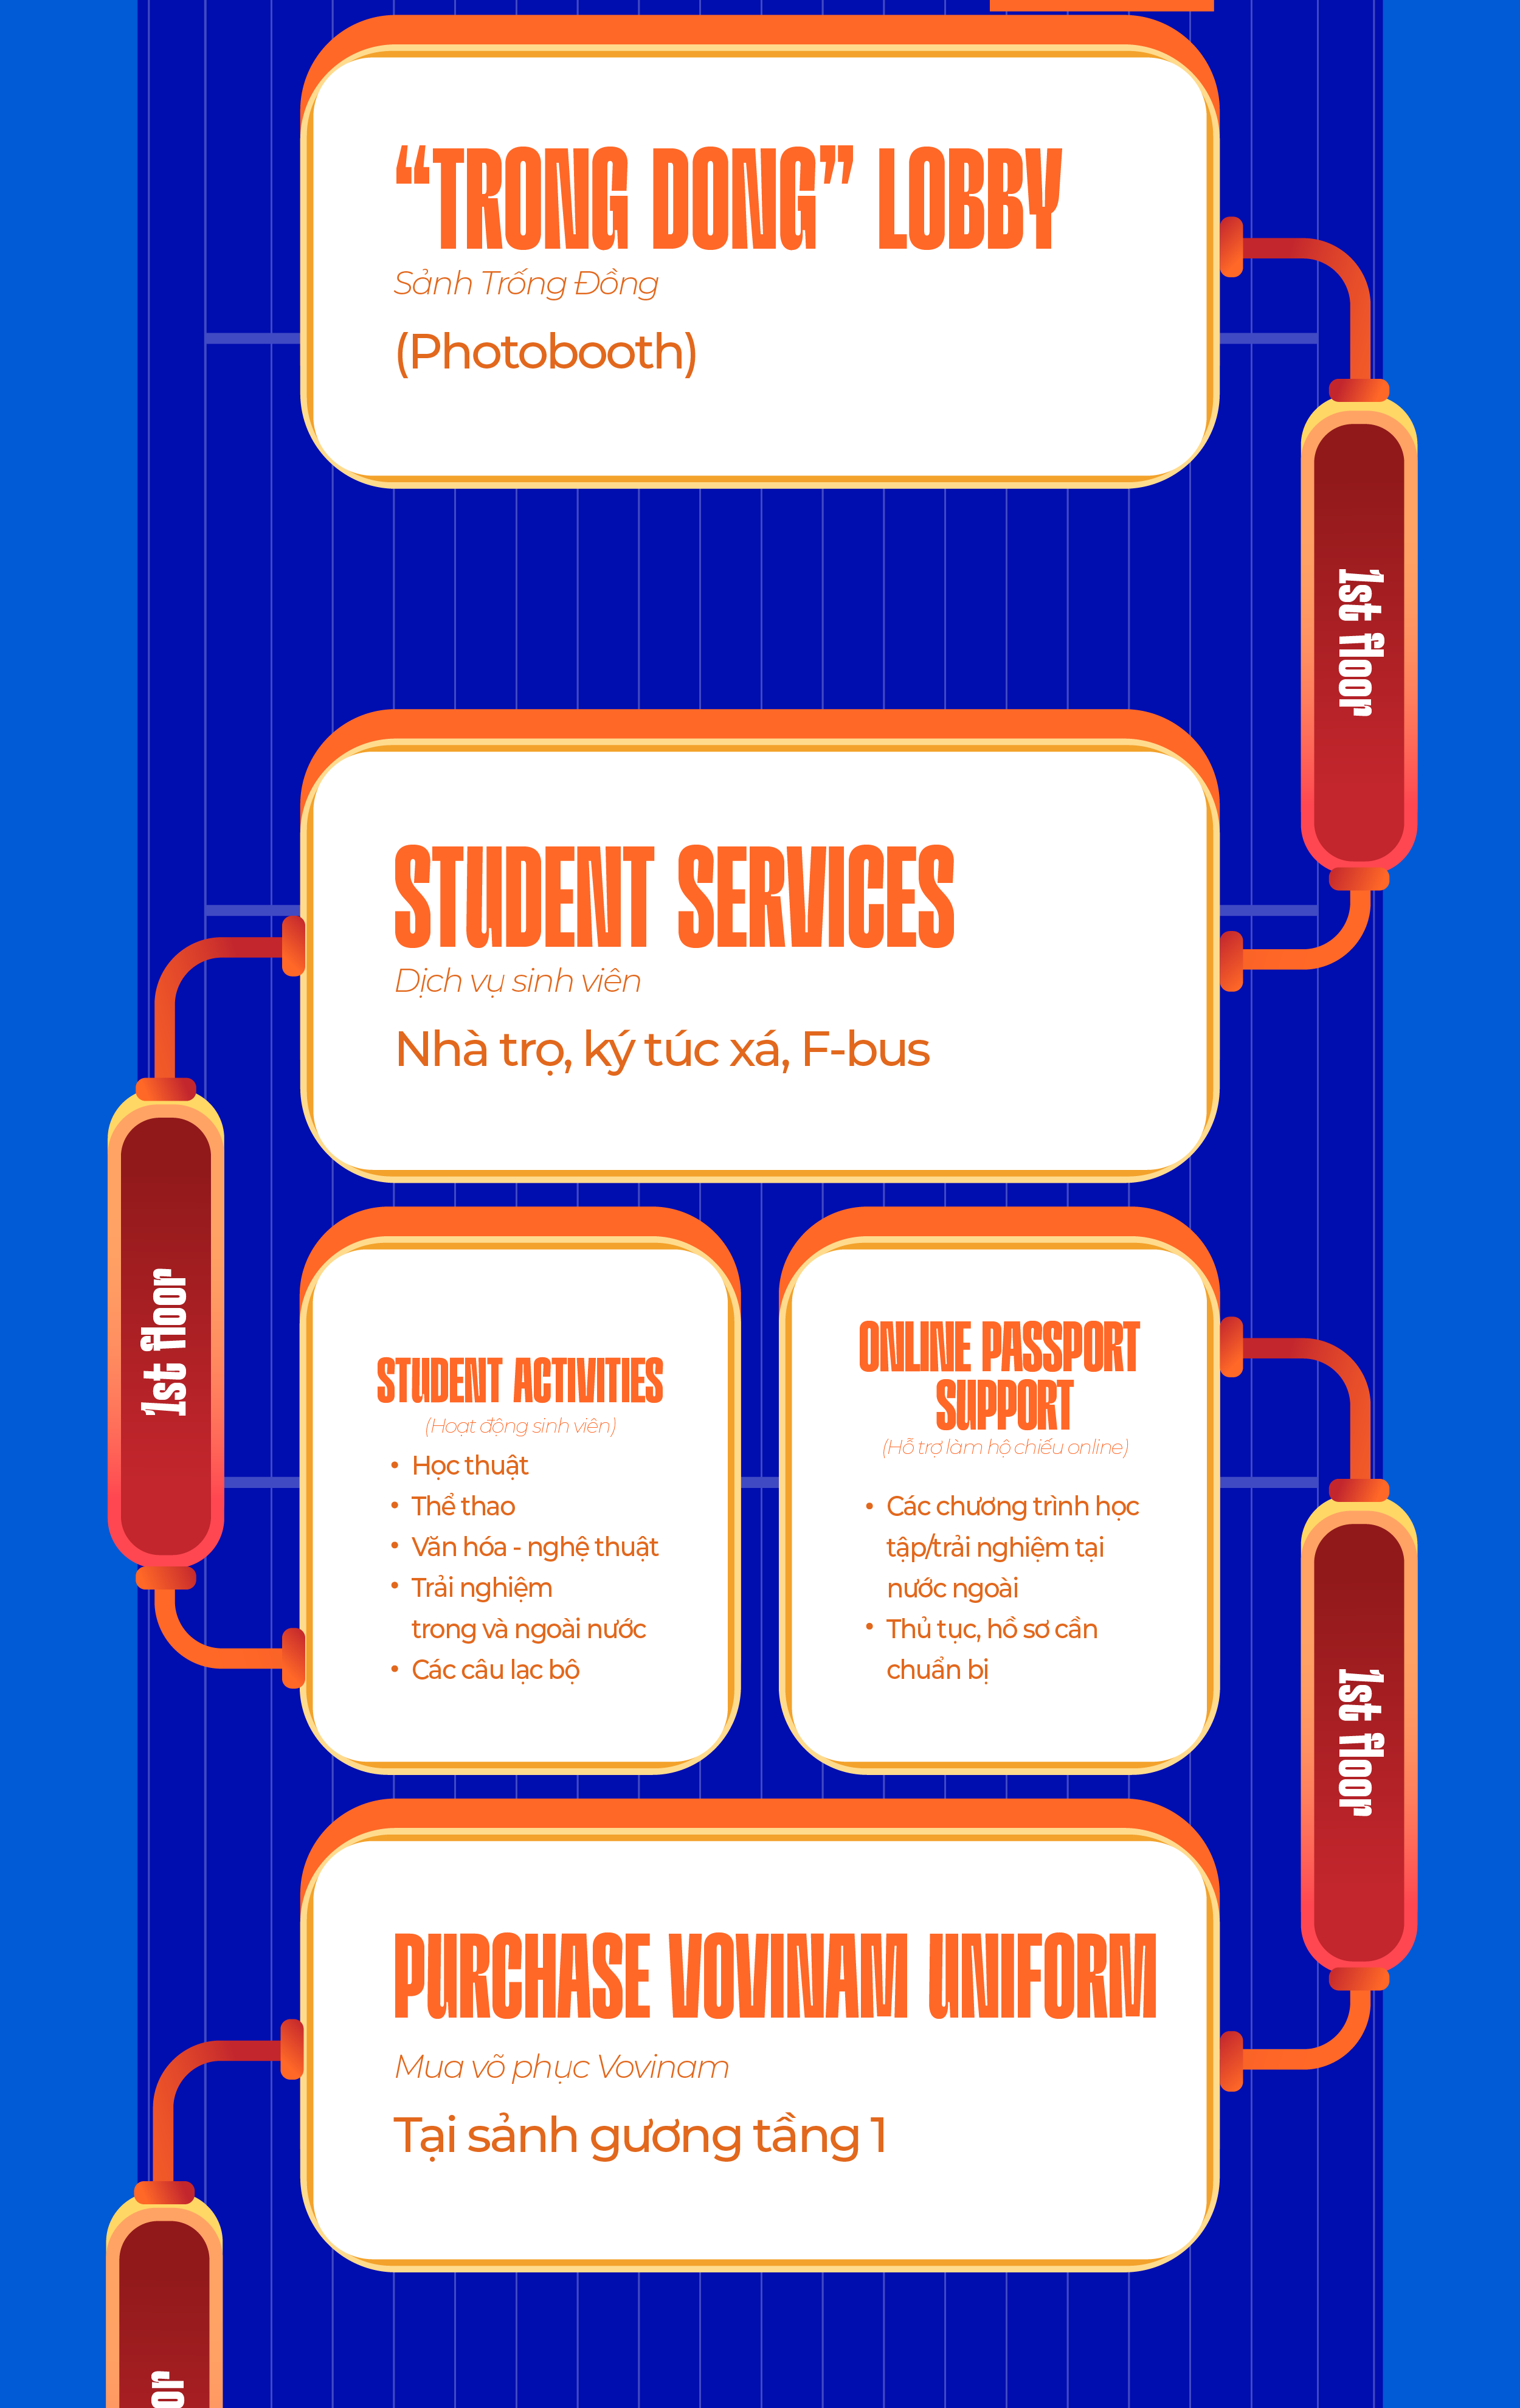 “TRONG DONG” LOBBY
Sảnh Trống Đồng
(Photobooth)
1st floor
STUDENT SERVICES
Dịch vụ sinh viên
Nhà trọ, ký túc xá, F-bus
1st floor
STUDENT ACTIVITIES
(Hoạt động sinh viên)
• Học thuật
• Thể thao
• Văn hóa - nghệ thuật
• Trải nghiệm
trong và ngoài nước
• Các câu lạc bộ
ONLINE PASSPORT
SUPPORT
(Hỗ trợ làm hộ chiếu online)
• Các chương trình học
tập/trải nghiệm tại
nước ngoài
• Thủ tục, hồ sơ cần
chuẩn bị
1st floor
PURCHASE VOVINAM UNIFORM
Mua võ phục Vovinam
Tại sảnh gương tầng 1